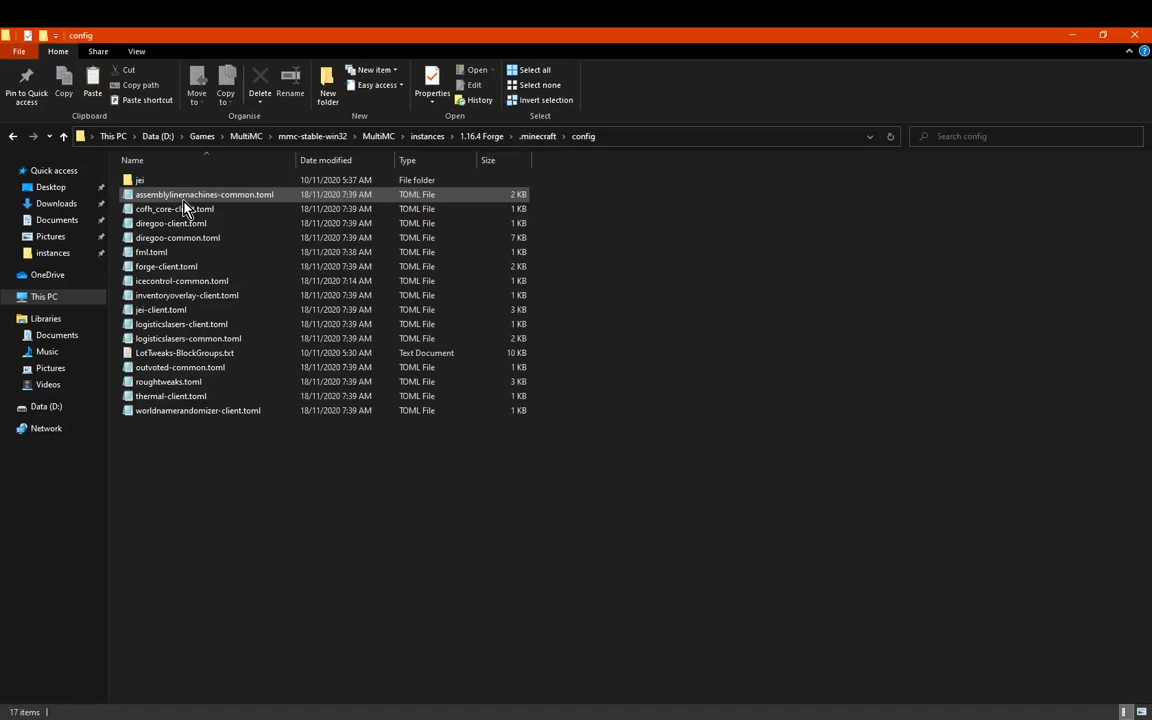 config
File Home Share View
Pin to Quick access
Copy
Paste
Cut
Copy path
Paste shortcut
Clipboard
Move to
Copy to
Delete
Rename
Organise
New folder
New item
Easy access
New
Properties
Open
Edit
History
Open
Select all
Select none
Invert selection
Select
This PC > Data (D:) > Games > MultiMC > mmc-stable-win32 > MultiMC > instances > 1.16.4 Forge > .minecraft > config
Search config
Quick access
Desktop
Downloads
Documents
Pictures
instances
OneDrive
This PC
Libraries
Documents
Music
Pictures
Videos
Data (D:)
Network
Name Date modified Type Size
jei 10/11/2020 5:37 AM File folder
assemblylinemachines-common.toml 18/11/2020 7:39 AM TOML File 2 KB
cofh_core-client.toml 18/11/2020 7:39 AM TOML File 1 KB
diregoo-client.toml 18/11/2020 7:39 AM TOML File 1 KB
diregoo-common.toml 18/11/2020 7:39 AM TOML File 7 KB
fml.toml 18/11/2020 7:38 AM TOML File 1 KB
forge-client.toml 18/11/2020 7:39 AM TOML File 2 KB
icecontrol-common.toml 18/11/2020 7:14 AM TOML File 1 KB
inventoryoverlay-client.toml 18/11/2020 7:39 AM TOML File 1 KB
jei-client.toml 18/11/2020 7:39 AM TOML File 3 KB
logisticslasers-client.toml 18/11/2020 7:39 AM TOML File 1 KB
logisticslasers-common.toml 18/11/2020 7:39 AM TOML File 2 KB
LotTweaks-BlockGroups.txt 10/11/2020 5:30 AM Text Document 10 KB
outvoted-common.toml 18/11/2020 7:39 AM TOML File 1 KB
roughtweaks.toml 18/11/2020 7:39 AM TOML File 3 KB
thermal-client.toml 18/11/2020 7:39 AM TOML File 1 KB
worldnamerandomizer-client.toml 18/11/2020 7:39 AM TOML File 1 KB
17 items